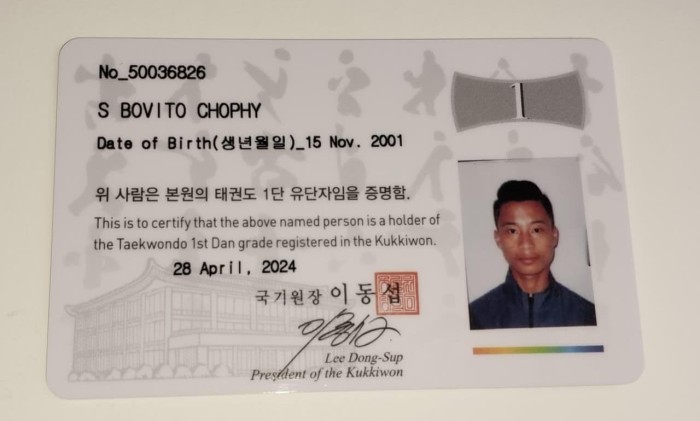 No_50036826
1
S BOVITO CHOPHY
Date of Birth(생년월일)_15 Nov. 2001
위 사람은 본원의 태권도 1단 유단자임을 증명함.
This is to certify that the above named person is a holder of
the Taekwondo 1st Dan grade registered in the Kukkiwon.
28 April, 2024
국기원장 이동섭
Lee Dong-Sup
President of the Kukkiwon